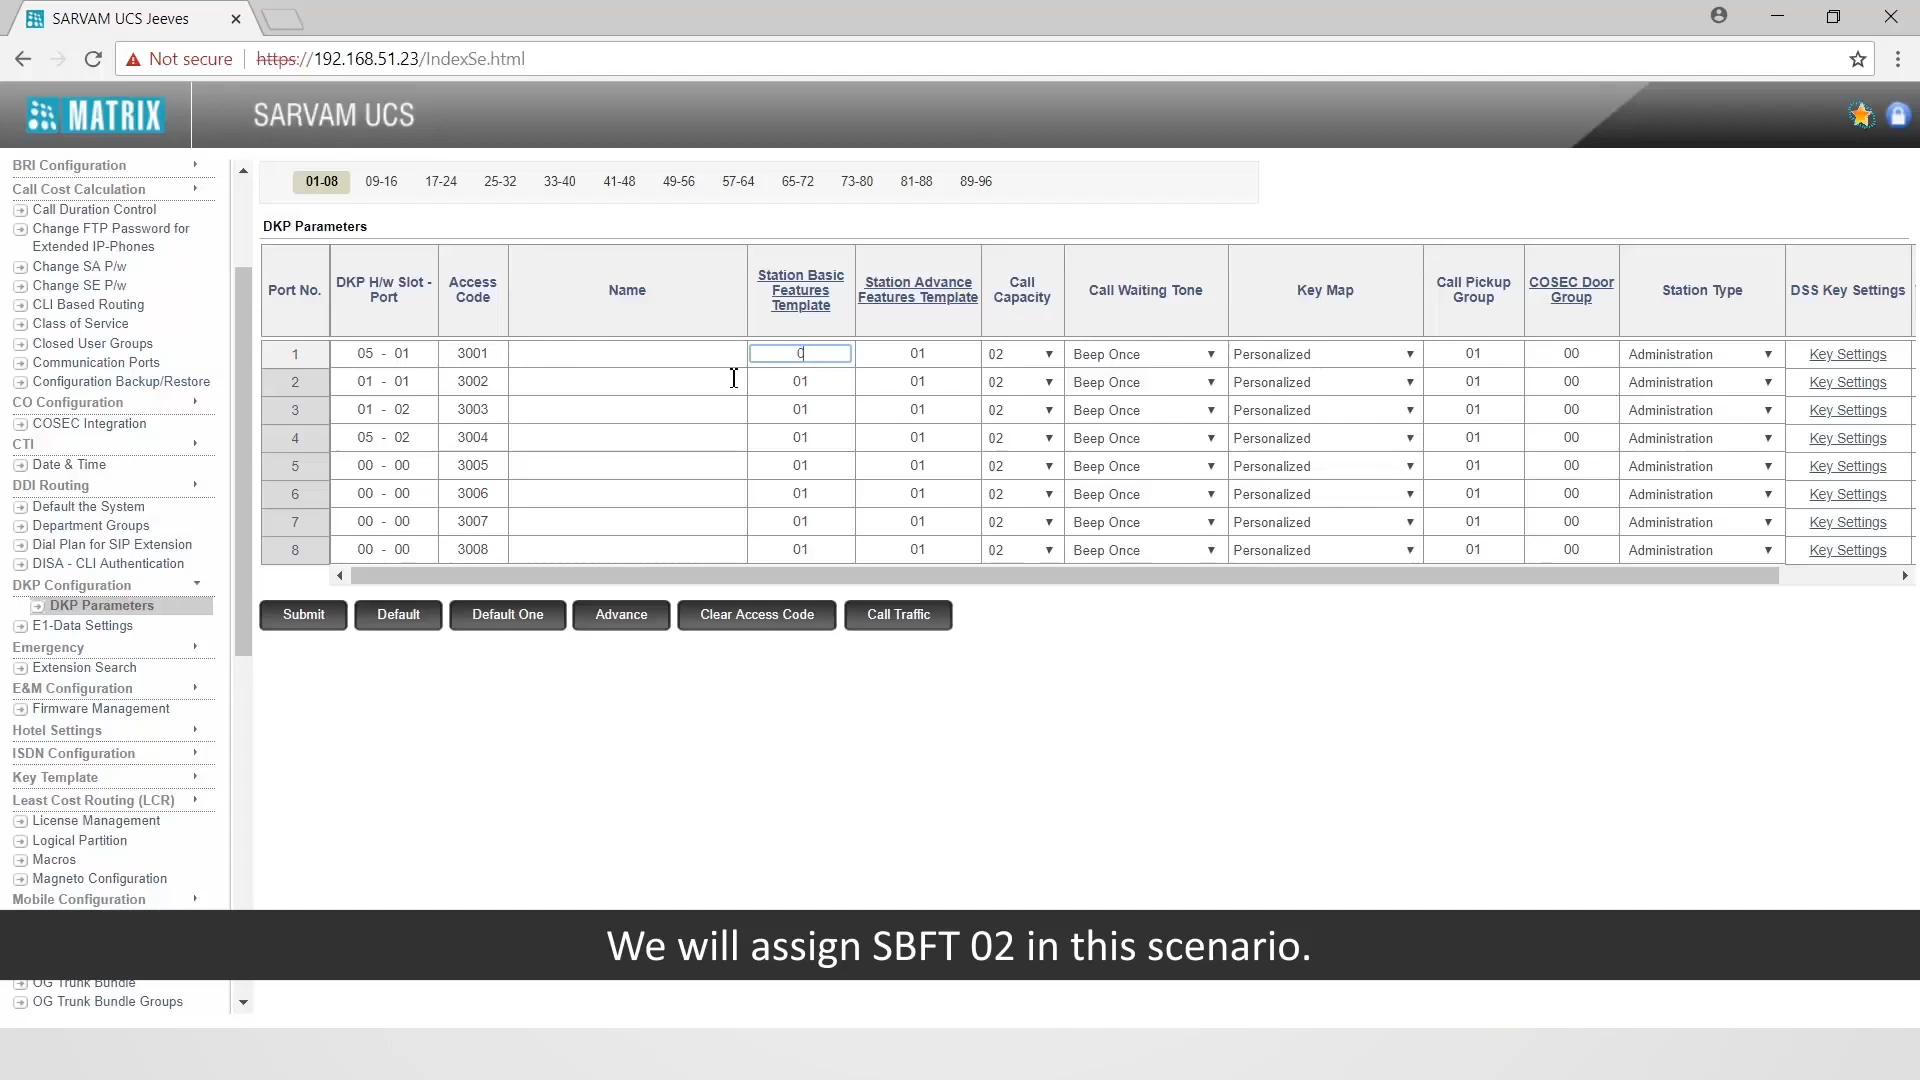 SARVAM UCS Jeeves
Not secure https://192.168.51.23/IndexSe.html
MATRIX
SARVAM UCS
BRI Configuration
Call Cost Calculation
Call Duration Control
Change FTP Password for
Extended IP-Phones
Change SA P/w
Change SE P/w
CLI Based Routing
Class of Service
Closed User Groups
Communication Ports
Configuration Backup/Restore
CO Configuration
COSEC Integration
CTI
Date & Time
DDI Routing
Default the System
Department Groups
Dial Plan for SIP Extension
DISA - CLI Authentication
DKP Configuration
DKP Parameters
E1-Data Settings
Emergency
Extension Search
E&M Configuration
Firmware Management
Hotel Settings
ISDN Configuration
Key Template
Least Cost Routing (LCR)
License Management
Logical Partition
Macros
Magneto Configuration
Mobile Configuration
OG Trunk Bundle
OG Trunk Bundle Groups
01-08 09-16 17-24 25-32 33-40 41-48 49-56 57-64 65-72 73-80 81-88 89-96
DKP Parameters
Port No. DKP H/w Slot - Port Access Code Name Station Basic Features Template Station Advance Features Template Call Capacity Call Waiting Tone Key Map Call Pickup Group COSEC Door Group Station Type DSS Key Settings
1 05 - 01 3001 0 01 02 Beep Once Personalized 01 00 Administration Key Settings
2 01 - 01 3002 01 01 02 Beep Once Personalized 01 00 Administration Key Settings
3 01 - 02 3003 01 01 02 Beep Once Personalized 01 00 Administration Key Settings
4 05 - 02 3004 01 01 02 Beep Once Personalized 01 00 Administration Key Settings
5 00 - 00 3005 01 01 02 Beep Once Personalized 01 00 Administration Key Settings
6 00 - 00 3006 01 01 02 Beep Once Personalized 01 00 Administration Key Settings
7 00 - 00 3007 01 01 02 Beep Once Personalized 01 00 Administration Key Settings
8 00 - 00 3008 01 01 02 Beep Once Personalized 01 00 Administration Key Settings
Submit Default Default One Advance Clear Access Code Call Traffic
We will assign SBFT 02 in this scenario.